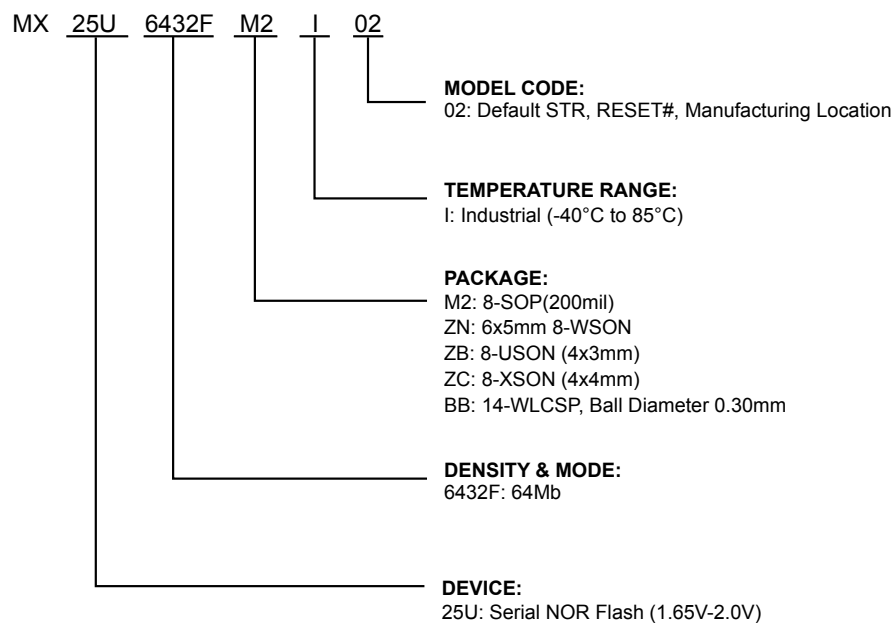 MX 25U 6432F M2 I 02
MODEL CODE:
02: Default STR, RESET#, Manufacturing Location
TEMPERATURE RANGE:
I: Industrial (-40°C to 85°C)
PACKAGE:
M2: 8-SOP(200mil)
ZN: 6x5mm 8-WSON
ZB: 8-USON (4x3mm)
ZC: 8-XSON (4x4mm)
BB: 14-WLCSP, Ball Diameter 0.30mm
DENSITY & MODE:
6432F: 64Mb
DEVICE:
25U: Serial NOR Flash (1.65V-2.0V)